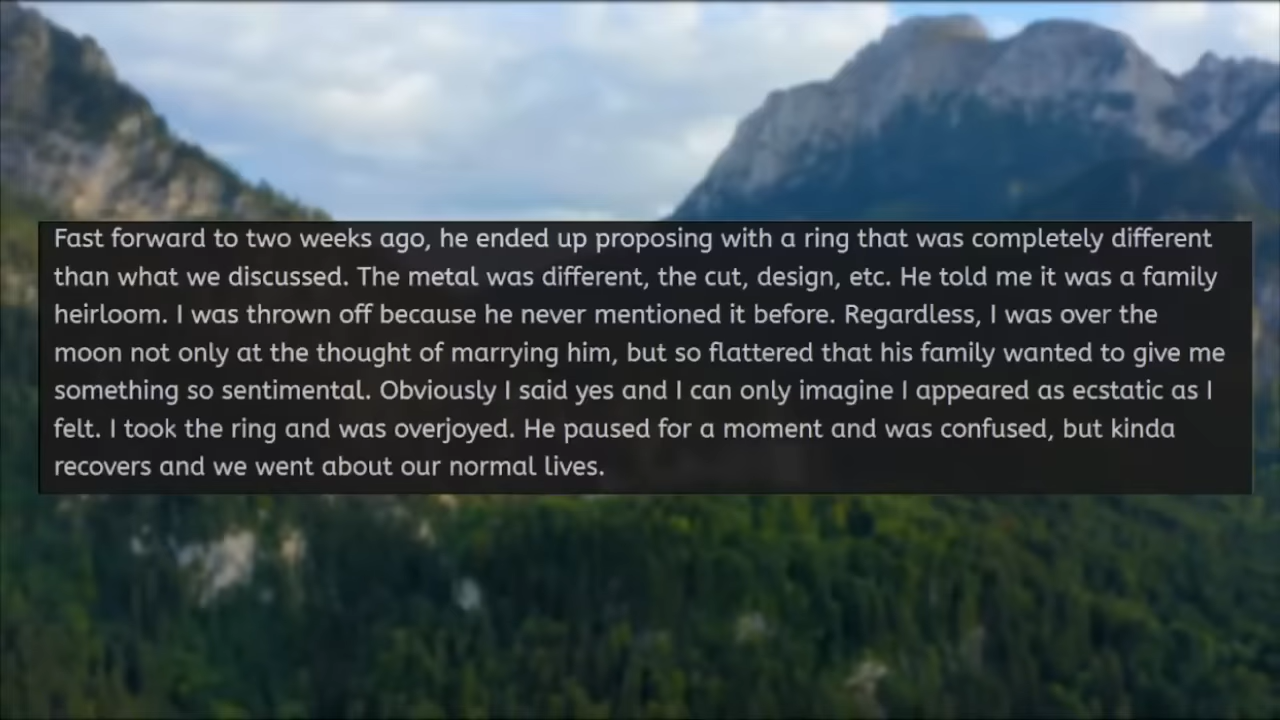 Fast forward to two weeks ago, he ended up proposing with a ring that was completely different
than what we discussed. The metal was different, the cut, design, etc. He told me it was a family
heirloom. I was thrown off because he never mentioned it before. Regardless, I was over the
moon not only at the thought of marrying him, but so flattered that his family wanted to give me
something so sentimental. Obviously I said yes and I can only imagine I appeared as ecstatic as I
felt. I took the ring and was overjoyed. He paused for a moment and was confused, but kinda
recovers and we went about our normal lives.